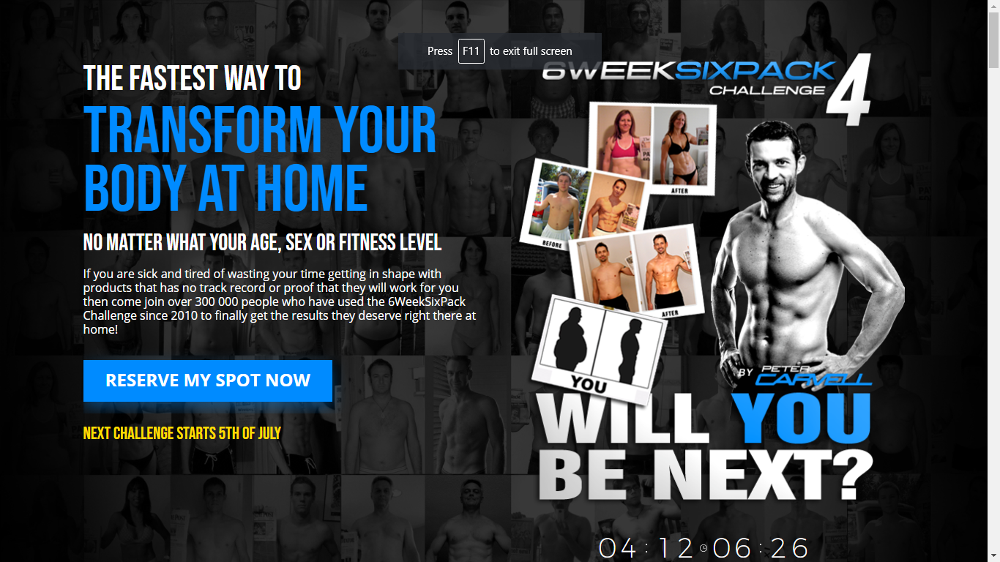 Press F11 to exit full screen
THE FASTEST WAY TO
TRANSFORM YOUR
BODY AT HOME
NO MATTER WHAT YOUR AGE, SEX OR FITNESS LEVEL
If you are sick and tired of wasting your time getting in shape with
products that has no track record or proof that they will work for you
then come join over 300 000 people who have used the 6WeekSixPack
Challenge since 2010 to finally get the results they deserve right there at
home!
RESERVE MY SPOT NOW
NEXT CHALLENGE STARTS 5TH OF JULY
6WEEKSIXPACK
CHALLENGE 4
AFTER
BEFORE
AFTER
YOU
BY PETER
CARVELL
WILL YOU
BE NEXT?
04 : 12 06 : 26